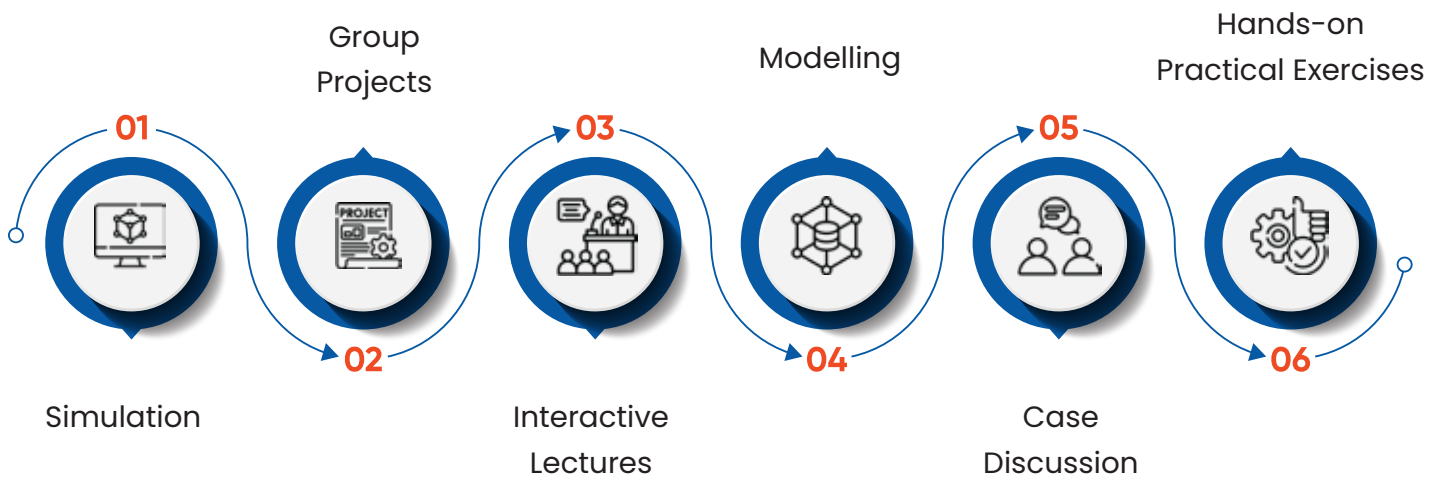 01
Simulation
Group
Projects
PROJECT
02
03
Interactive
Lectures
Modelling
04
05
Case
Discussion
Hands-on
Practical Exercises
06